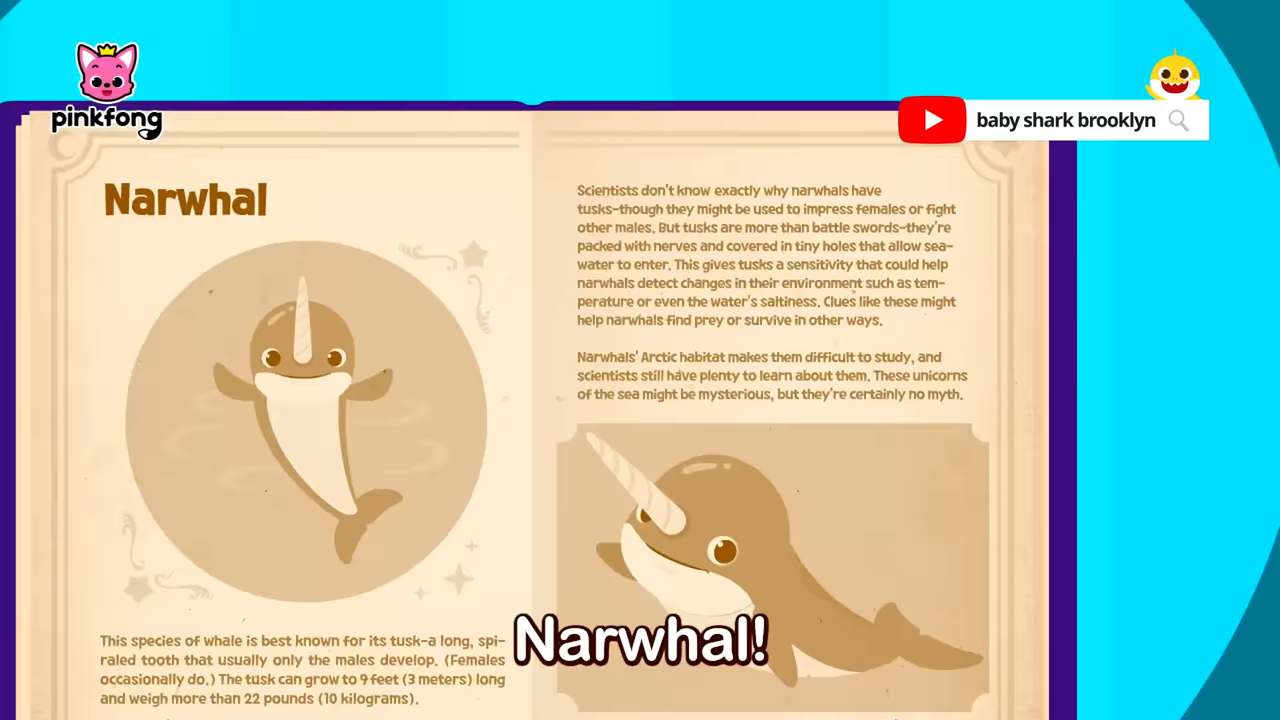 pinkfong
baby shark brooklyn
Narwhal
This species of whale is best known for its tusk-a long, spi-
raled tooth that usually only the males develop. (Females
occasionally do.) The tusk can grow to 9 feet (3 meters) long
and weigh more than 22 pounds (10 kilograms).
Scientists don't know exactly why narwhals have
tusks-though they might be used to impress females or fight
other males. But tusks are more than battle swords-they're
packed with nerves and covered in tiny holes that allow sea-
water to enter. This gives tusks a sensitivity that could help
narwhals detect changes in their environment such as tem-
perature or even the water's saltiness. Clues like these might
help narwhals find prey or survive in other ways.
Narwhals' Arctic habitat makes them difficult to study, and
scientists still have plenty to learn about them. These unicorns
of the sea might be mysterious, but they're certainly no myth.
Narwhal!